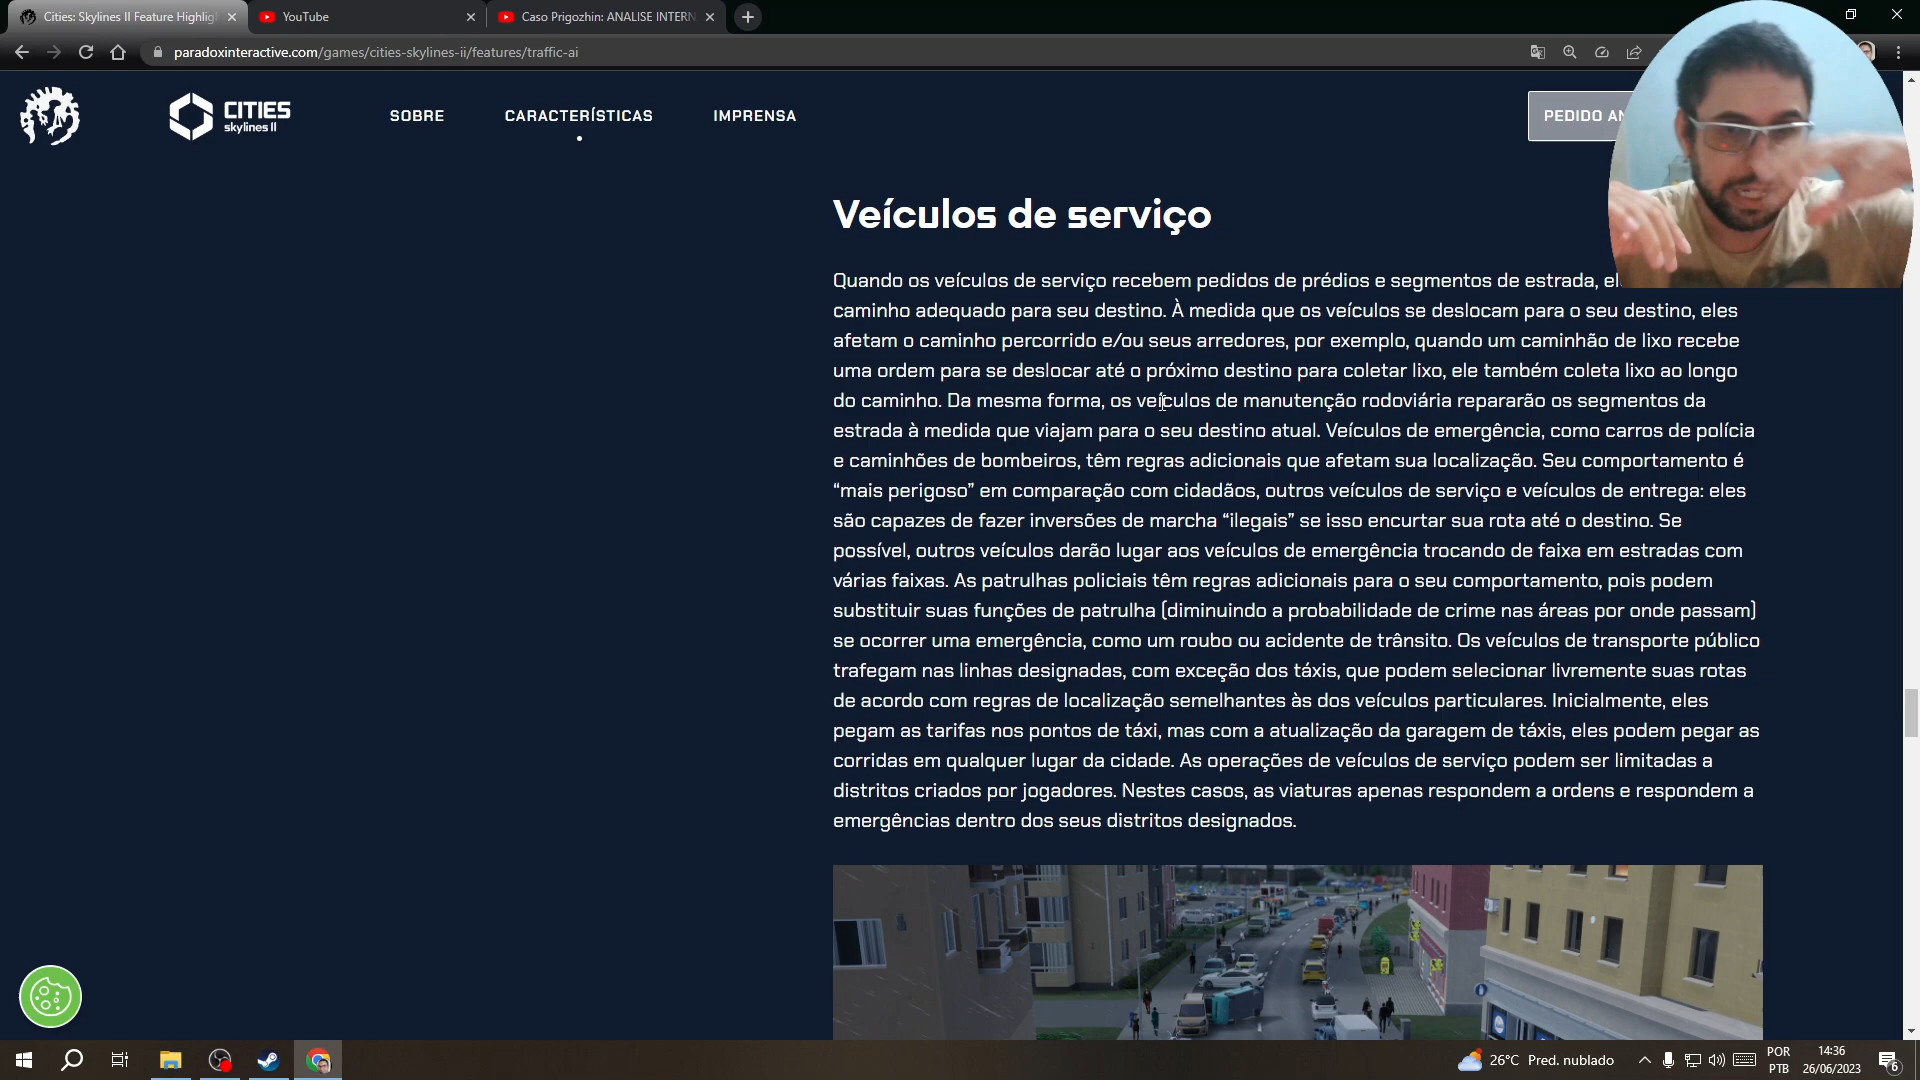 Cities: Skylines II Feature Highlig
YouTube
Caso Prigozhin: ANALISE INTERN
paradoxinteractive.com/games/cities-skylines-ii/features/traffic-ai
CITIES
skylines II
SOBRE
CARACTERÍSTICAS
IMPRENSA
PEDIDO AN
Veículos de serviço
Quando os veículos de serviço recebem pedidos de prédios e segmentos de estrada,
caminho adequado para seu destino. À medida que os veículos se deslocam para o seu destino, eles
afetam o caminho percorrido e/ou seus arredores, por exemplo, quando um caminhão de lixo recebe
uma ordem para se deslocar até o próximo destino para coletar lixo, ele também coleta lixo ao longo
do caminho. Da mesma forma, os veículos de manutenção rodoviária repararão os segmentos da
estrada à medida que viajam para o seu destino atual. Veículos de emergência, como carros de polícia
e caminhões de bombeiros, têm regras adicionais que afetam sua localização. Seu comportamento é
“mais perigoso” em comparação com cidadãos, outros veículos de serviço e veículos de entrega: eles
são capazes de fazer inversões de marcha “ilegais” se isso encurtar sua rota até o destino. Se
possível, outros veículos darão lugar aos veículos de emergência trocando de faixa em estradas com
várias faixas. As patrulhas policiais têm regras adicionais para o seu comportamento, pois podem
substituir suas funções de patrulha (diminuindo a probabilidade de crime nas áreas por onde passam)
se ocorrer uma emergência, como um roubo ou acidente de trânsito. Os veículos de transporte público
trafegam nas linhas designadas, com exceção dos táxis, que podem selecionar livremente suas rotas
de acordo com regras de localização semelhantes às dos veículos particulares. Inicialmente, eles
pegam as tarifas nos pontos de táxi, mas com a atualização da garagem de táxis, eles podem pegar as
corridas em qualquer lugar da cidade. As operações de veículos de serviço podem ser limitadas a
distritos criados por jogadores. Nestes casos, as viaturas apenas respondem a ordens e respondem a
emergências dentro dos seus distritos designados.
26°C Pred. nublado
POR
PTB
14:36
26/06/2023
6